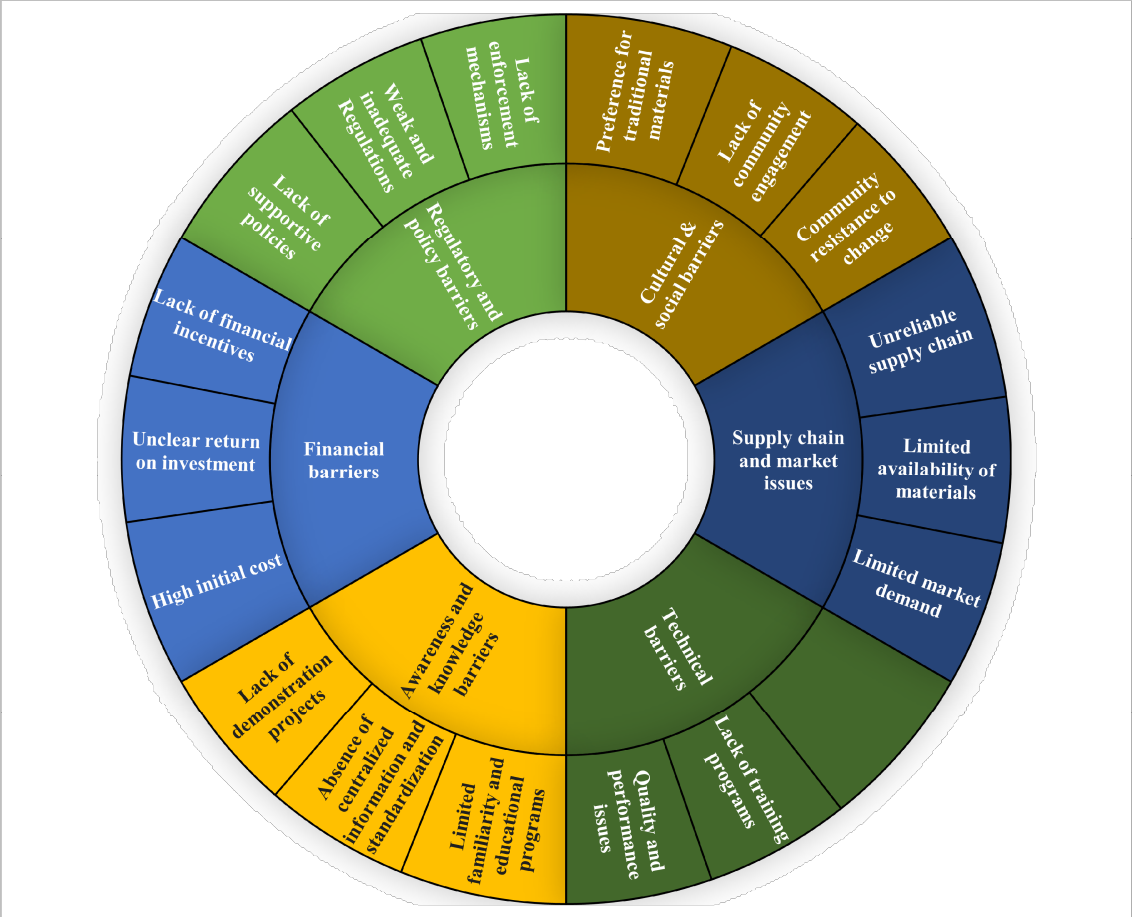 Preference for
traditional
materials
Lack of
community
engagement
Community
resistance to
change
Cultural &
social barriers
Unreliable
supply chain
Limited
availability of
materials
Limited market
demand
Supply chain
and market
issues
Technical
barriers
Lack of training
programs
Quality and
performance
issues
Awareness and
knowledge
barriers
Limited
familiarity and
educational
programs
Absence of
centralized
information and
standardization
Lack of
demonstration
projects
Financial
barriers
High initial cost
Unclear return
on investment
Lack of financial
incentives
Regulatory and
policy barriers
Lack of
supportive
policies
Weak and
inadequate
Regulations
Lack of
enforcement
mechanisms